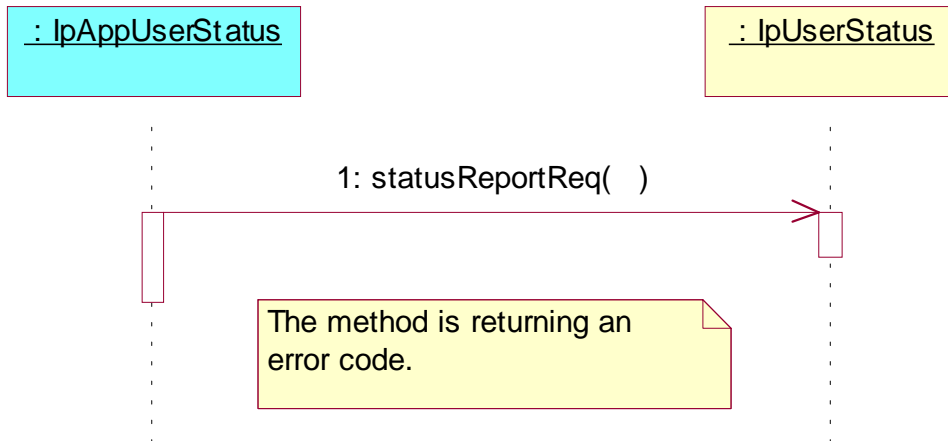 : IpAppUserStatus
: IpUserStatus
1: statusReportReq( )
The method is returning an
error code.